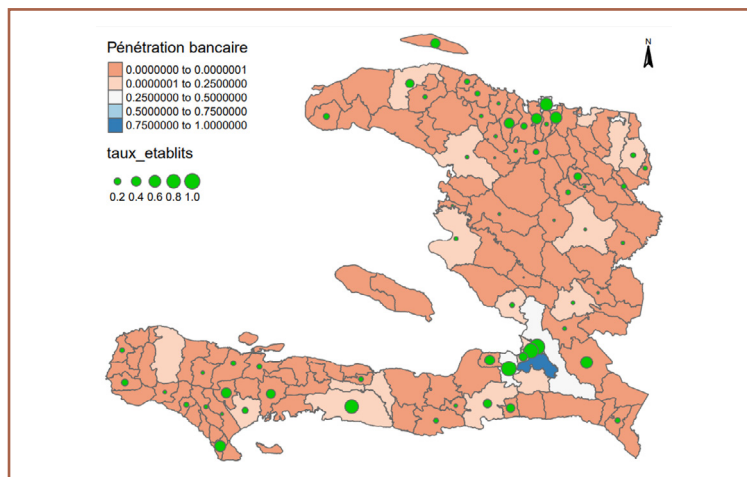 Pénétration bancaire
0.0000000 to 0.0000001
0.0000001 to 0.2500000
0.2500000 to 0.5000000
0.5000000 to 0.7500000
0.7500000 to 1.0000000
taux_etablits
0.2 0.4 0.6 0.8 1.0
N